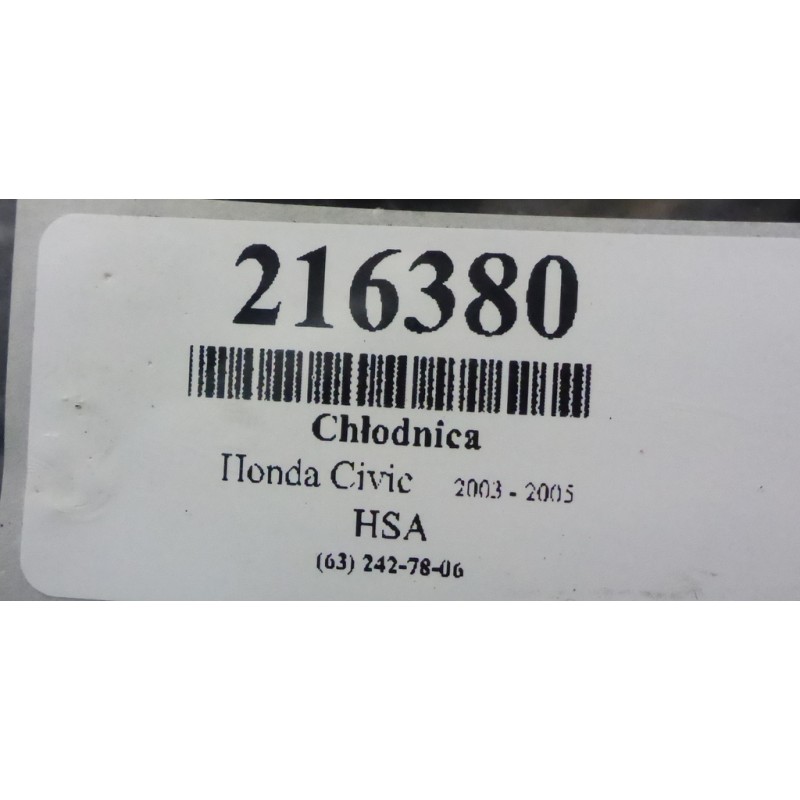 216380
Chłodnica
Honda Civic 2003 - 2005
HSA
(63) 242-78-06